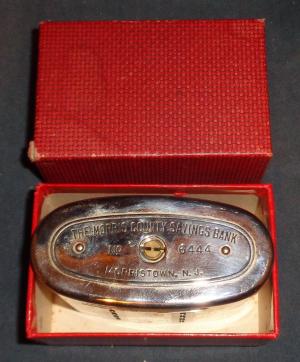 THE MORRIS COUNTY SAVINGS BANK
NO 6444
MORRISTOWN, N.J.